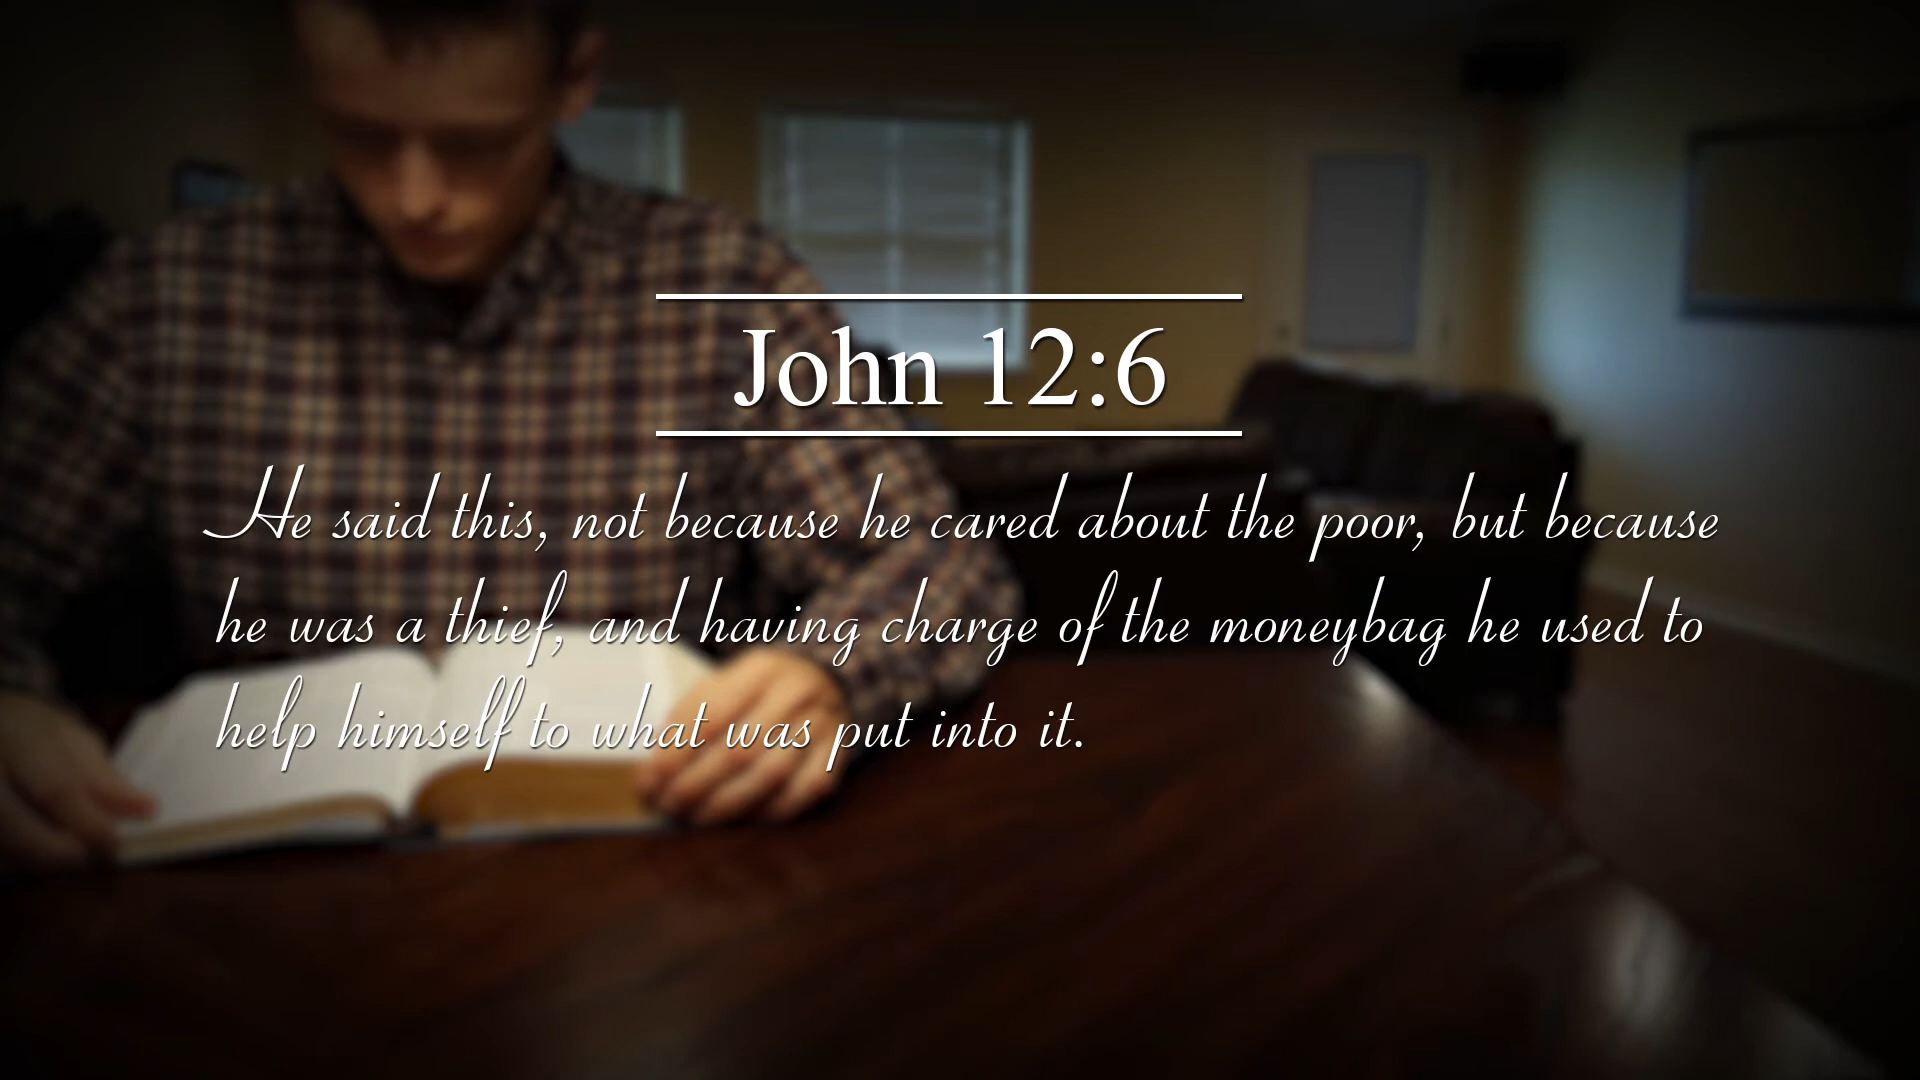 John 12:6
He said this, not because he cared about the poor, but because
he was a thief, and having charge of the moneybag he used to
help himself to what was put into it.